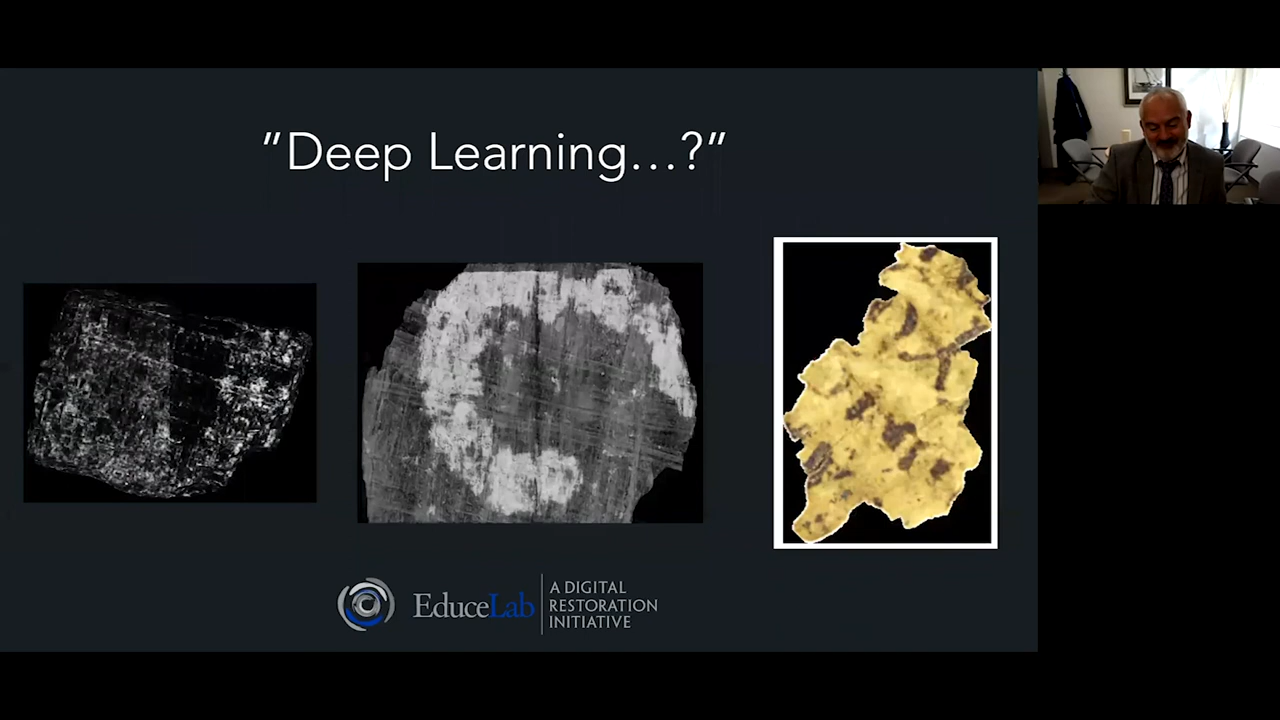 ”Deep Learning...?”
EduceLab
A DIGITAL
RESTORATION
INITIATIVE